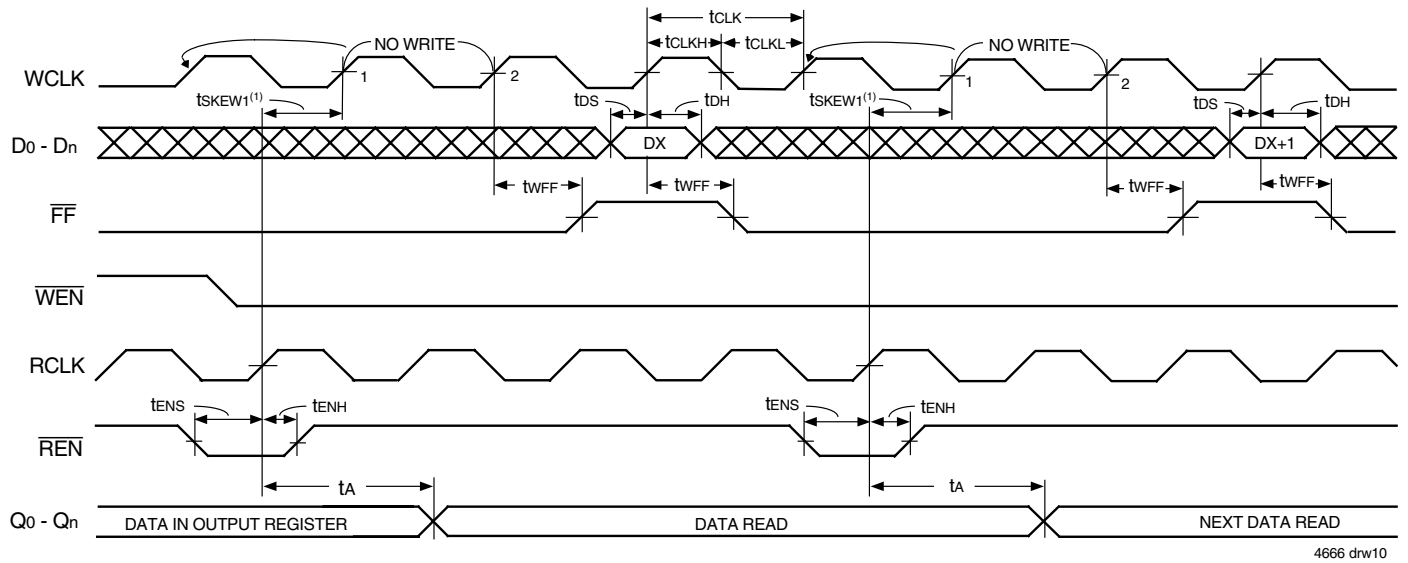 tCLK
NO WRITE
tCLKH
tCLKL
NO WRITE
WCLK
1
2
1
2
tSKEW1(1)
tDS
tDH
tSKEW1(1)
tDS
tDH
D0 - Dn
DX
DX+1
tWFF
tWFF
tWFF
tWFF
FF
WEN
RCLK
tENS
tENH
tENS
tENH
REN
tA
tA
Q0 - Qn
DATA IN OUTPUT REGISTER
DATA READ
NEXT DATA READ
4666 drw10